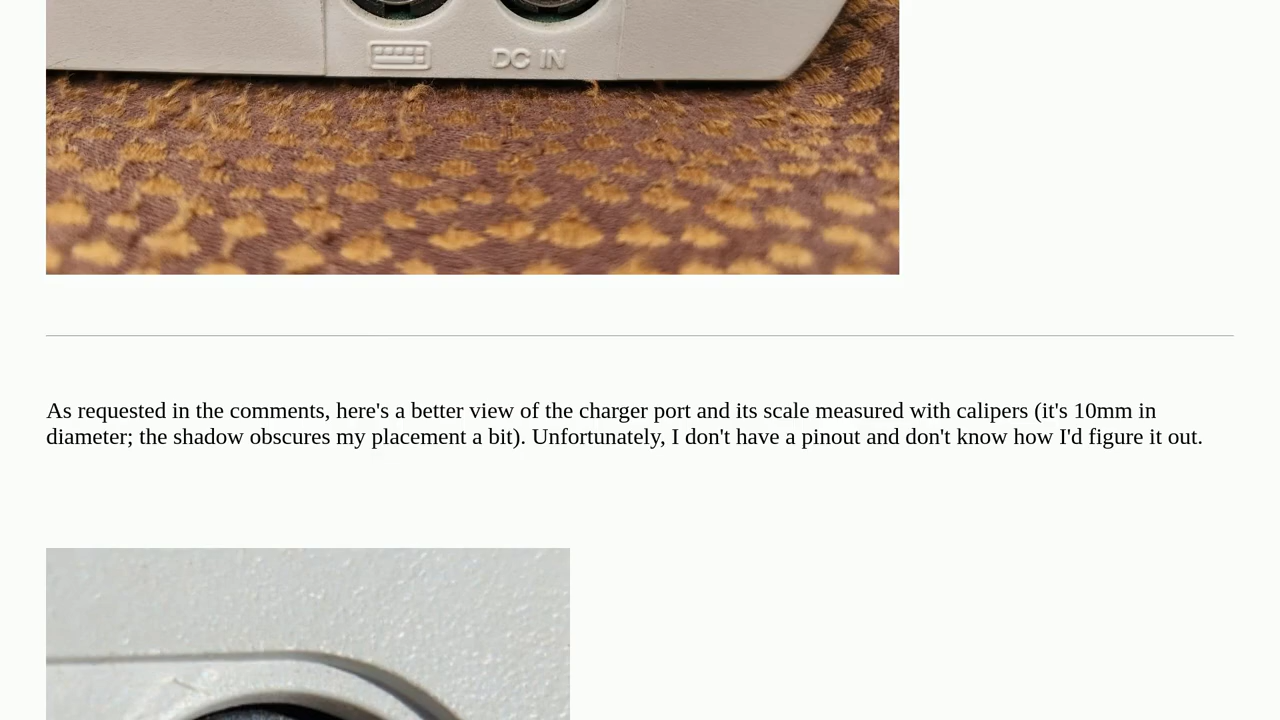 DC IN
As requested in the comments, here's a better view of the charger port and its scale measured with calipers (it's 10mm in
diameter; the shadow obscures my placement a bit). Unfortunately, I don't have a pinout and don't know how I'd figure it out.